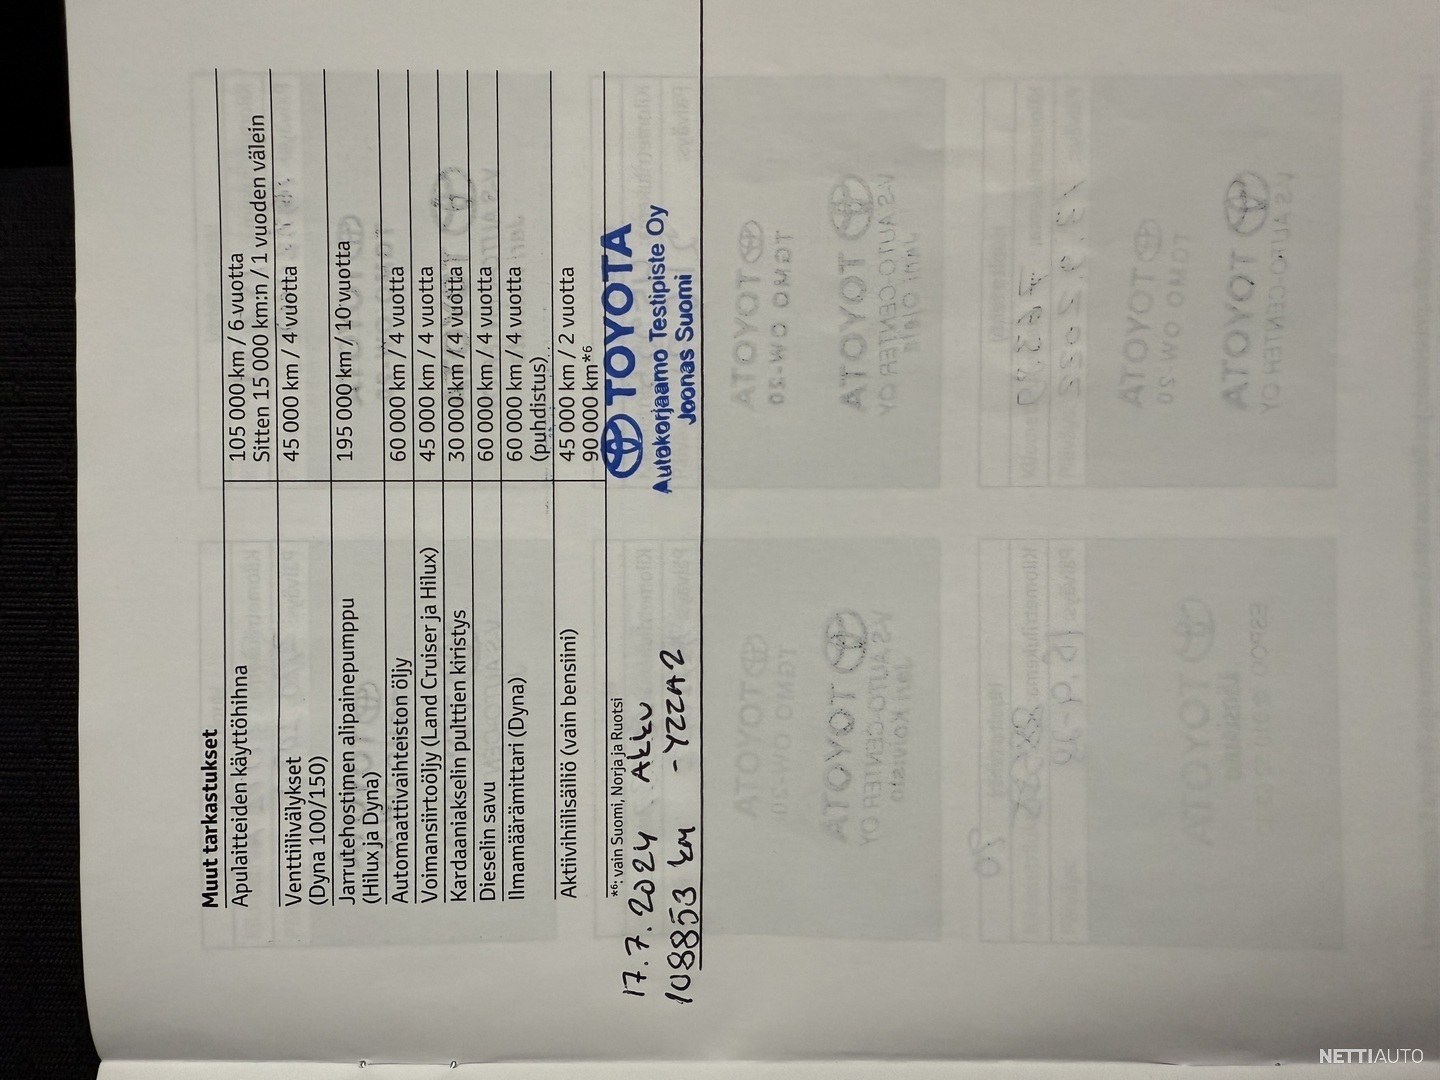 Muut tarkastukset
Apulaitteiden käyttöhihna 105 000 km / 6 vuotta
Sitten 15 000 km:n / 1 vuoden välein
Venttiilivälykset 45 000 km / 4 vuotta
(Dyna 100/150)
Jarrutehostimen alipainepumppu 195 000 km / 10 vuotta
(Hilux ja Dyna)
Automaattivaihteiston öljy 60 000 km / 4 vuotta
Voimansiirtoöljy (Land Cruiser ja Hilux) 45 000 km / 4 vuotta
Kardaaniakselin pulttien kiristys 30 000 km / 4 vuotta
Dieselin savu 60 000 km / 4 vuotta
Ilmamäärämittari (Dyna) 60 000 km / 4 vuotta
(puhdistus)
Aktiivihiilisäiliö (vain bensiini) 45 000 km / 2 vuotta
90 000 km*6
*6: vain Suomi, Norja ja Ruotsi
TOYOTA
Autokorjaamo Testipiste Oy
Joonas Suomi
17.7.2024 Akku
108853 km -YZZA2
NETTIAUTO